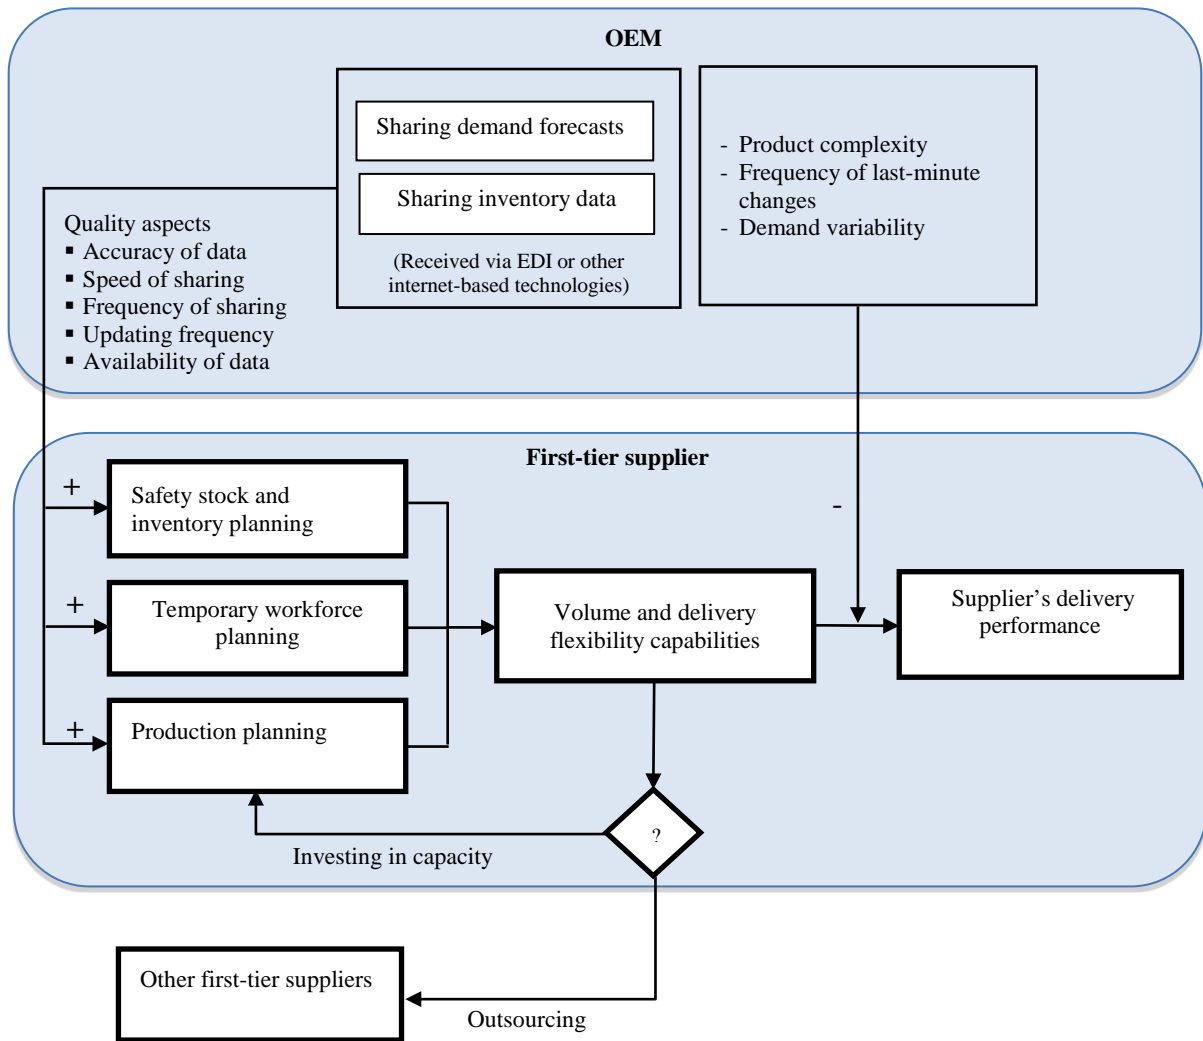 OEM
Sharing demand forecasts
Sharing inventory data
(Received via EDI or other
internet-based technologies)
- Product complexity
- Frequency of last-minute
changes
- Demand variability
Quality aspects
▪ Accuracy of data
▪ Speed of sharing
▪ Frequency of sharing
▪ Updating frequency
▪ Availability of data
First-tier supplier
+
Safety stock and
inventory planning
+
Temporary workforce
planning
+
Production planning
Volume and delivery
flexibility capabilities
-
Supplier’s delivery
performance
?
Investing in capacity
Other first-tier suppliers
Outsourcing